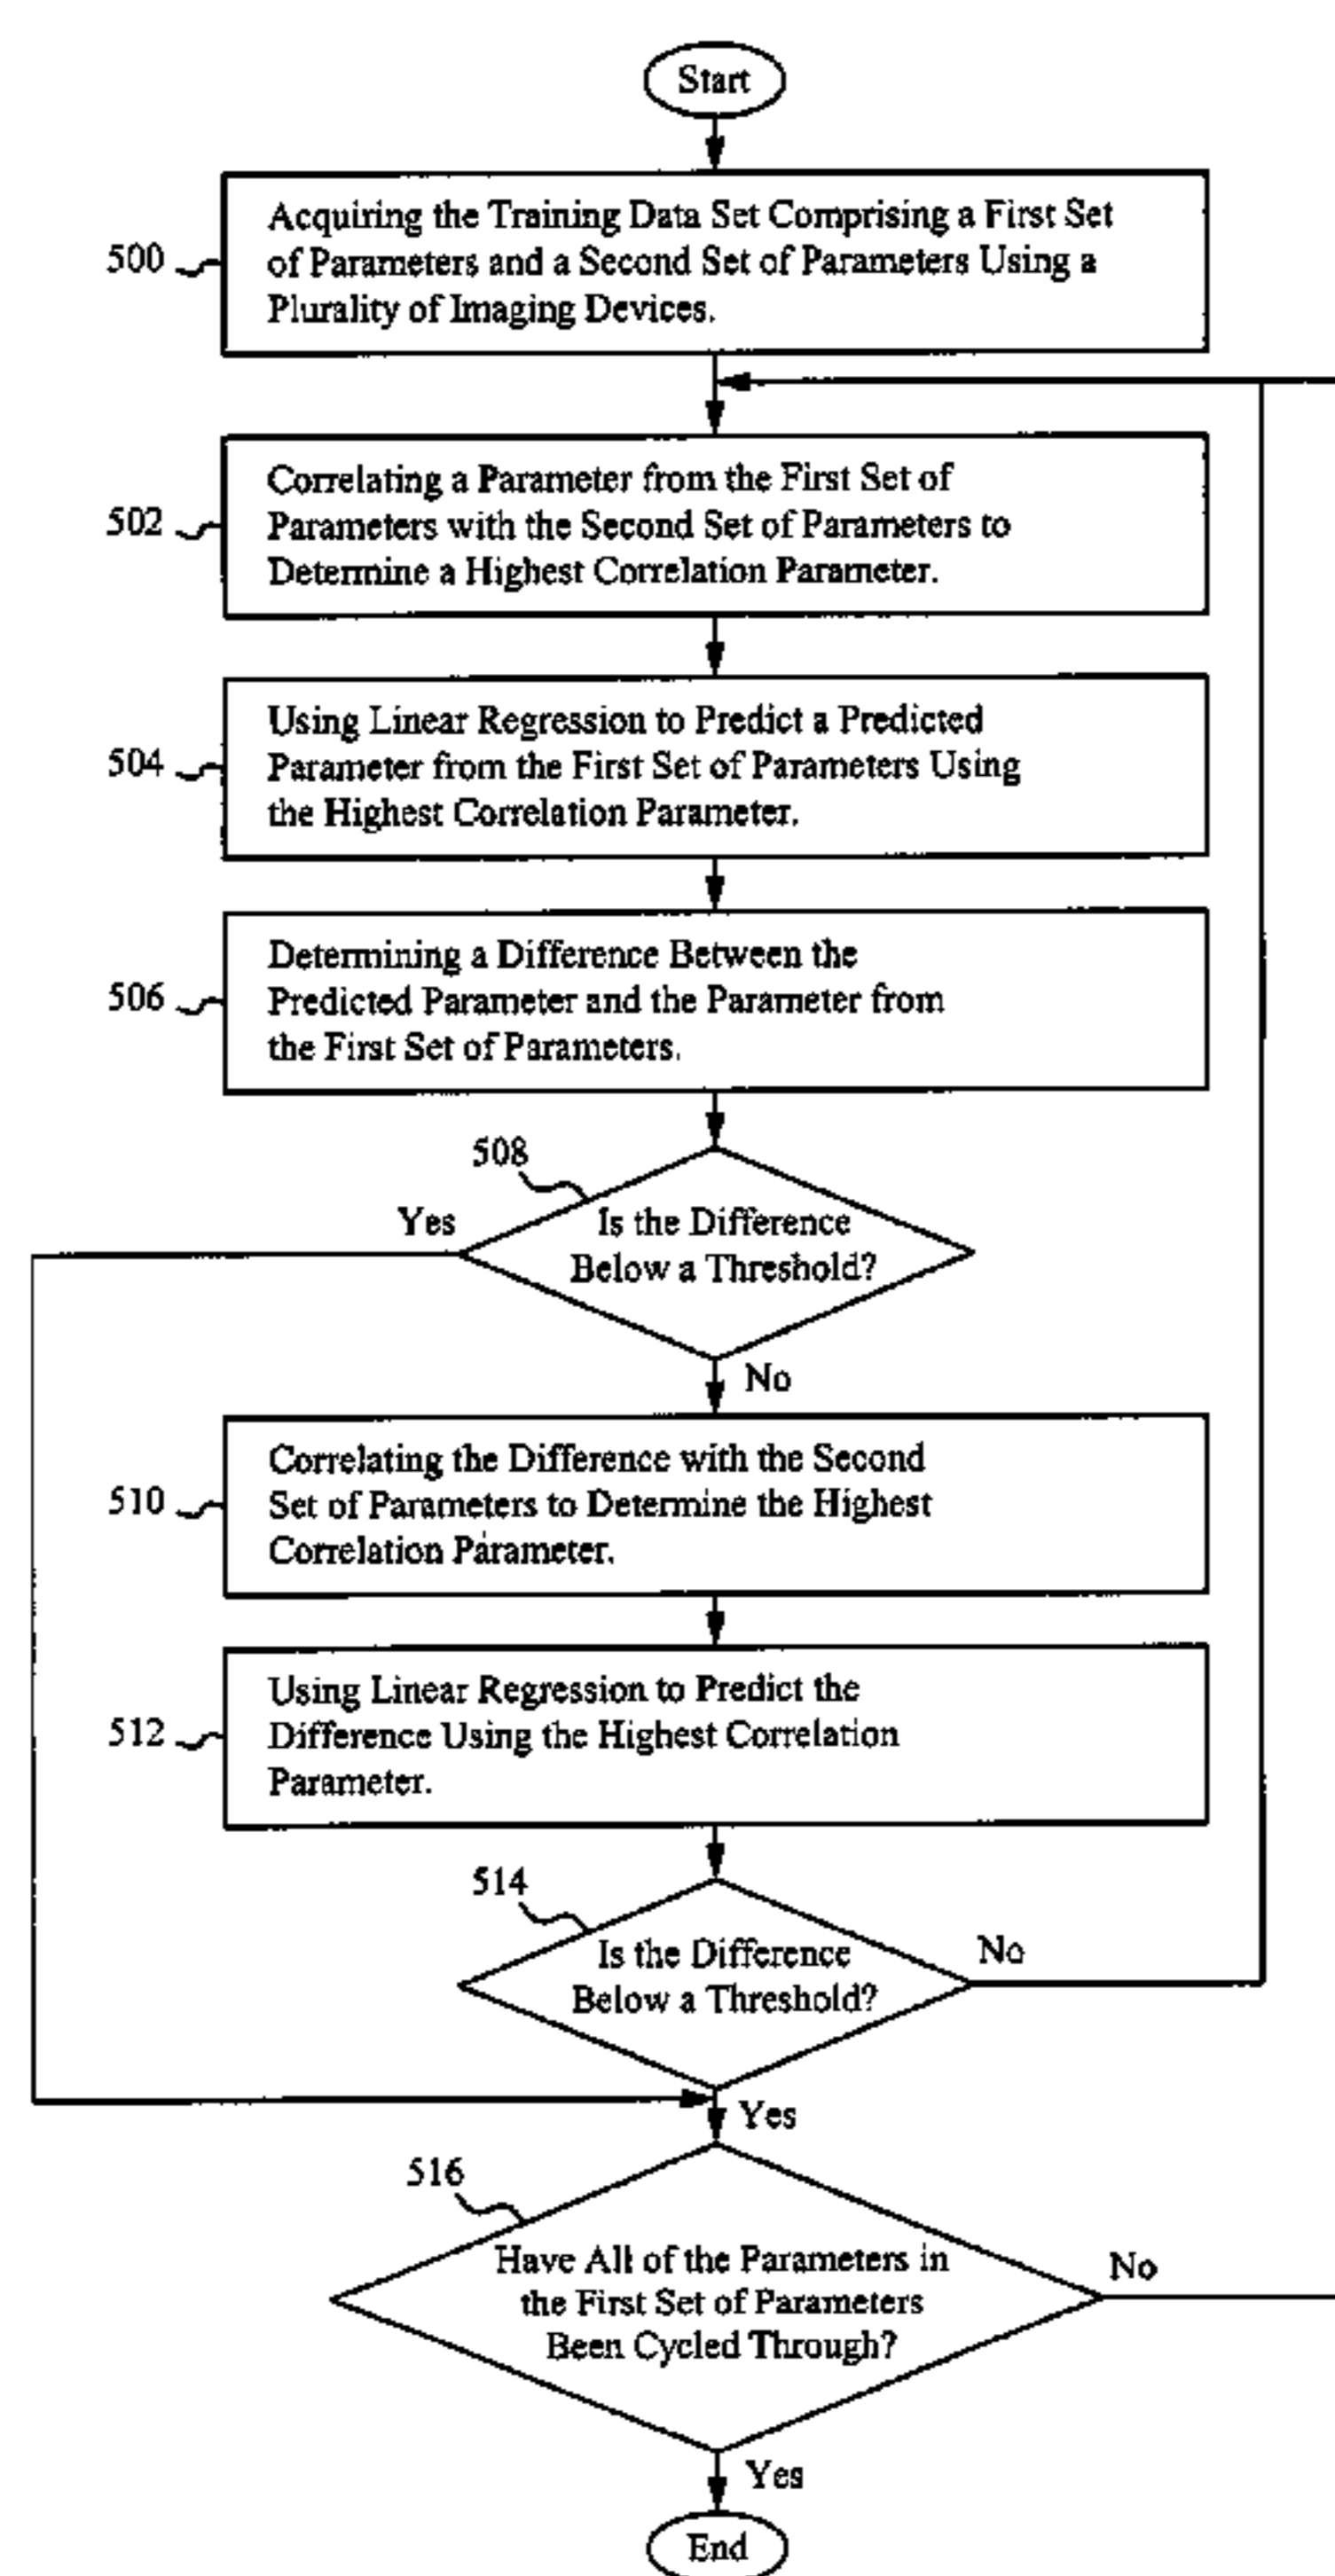 Start
Acquiring the Training Data Set Comprising a First Set
of Parameters and a Second Set of Parameters Using a
Plurality of Imaging Devices.
500
Correlating a Parameter from the First Set of
Parameters with the Second Set of Parameters to
Determine a Highest Correlation Parameter.
502
Using Linear Regression to Predict a Predicted
Parameter from the First Set of Parameters Using
the Highest Correlation Parameter.
504
Determining a Difference Between the
Predicted Parameter and the Parameter from
the First Set of Parameters.
506
508
Yes
Is the Difference
Below a Threshold?
No
Correlating the Difference with the Second
Set of Parameters to Determine the Highest
Correlation Parameter.
510
Using Linear Regression to Predict the
Difference Using the Highest Correlation
Parameter.
512
514
Is the Difference
Below a Threshold?
No
Yes
516
Have All of the Parameters in
the First Set of Parameters
Been Cycled Through?
No
Yes
End